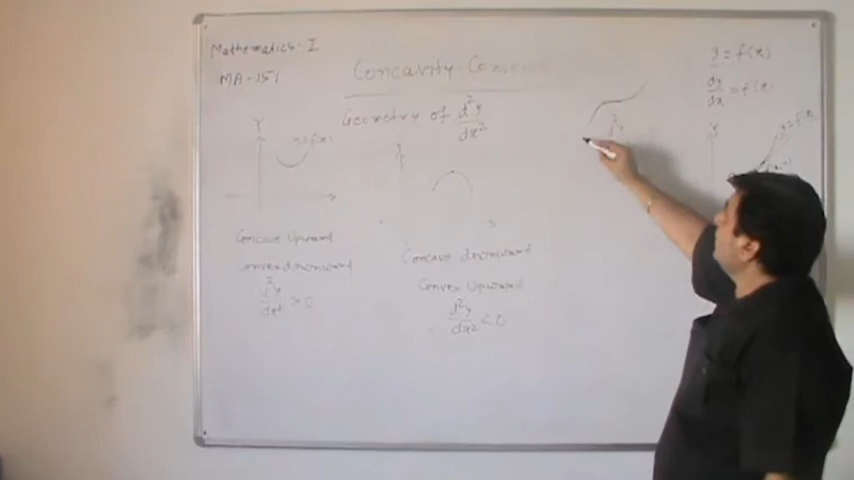 Mathematics-I
MA-151
Concavity-Convex
Geometry of d²y/dx²
Y
y=f(x)
Concave Upward
Convex downward
d²y/dx² > 0
Y
Concave downward
Convex Upward
d²y/dx² < 0
y = f(x)
dy/dx = f'(x)
Y
y=f(x)